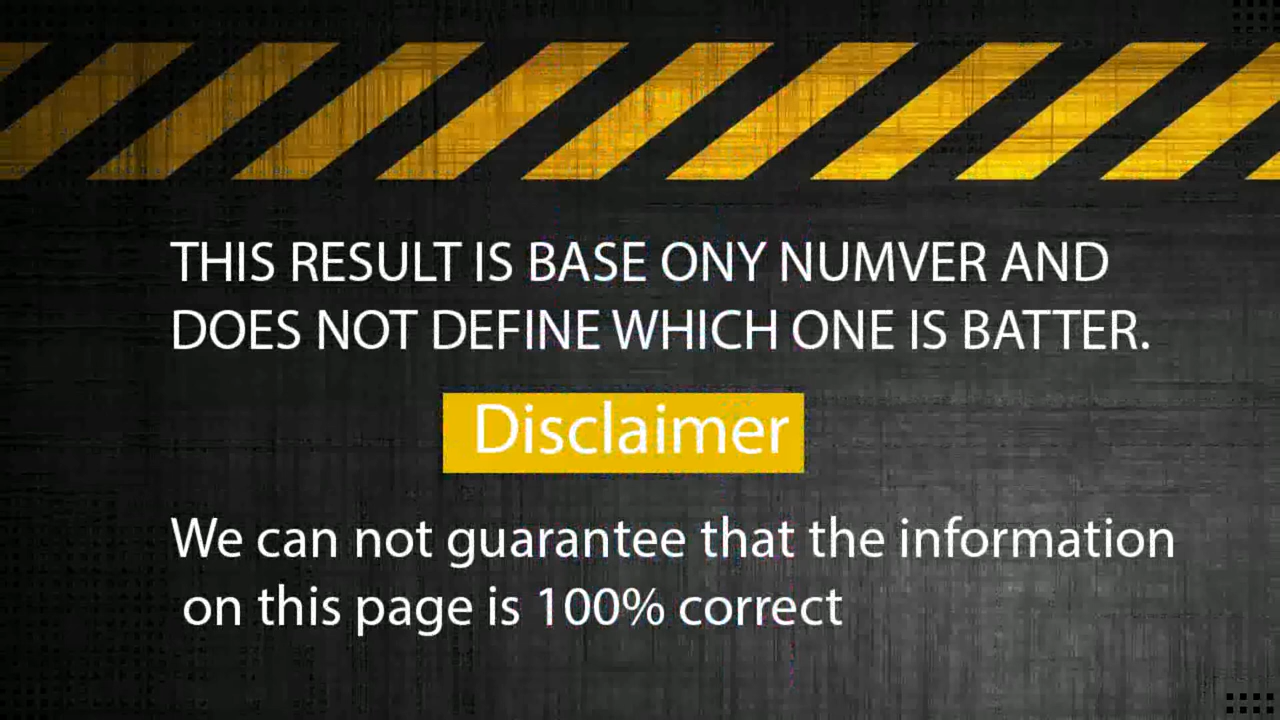 THIS RESULT IS BASE ONY NUMVER AND
DOES NOT DEFINE WHICH ONE IS BATTER.
Disclaimer
We can not guarantee that the information
on this page is 100% correct